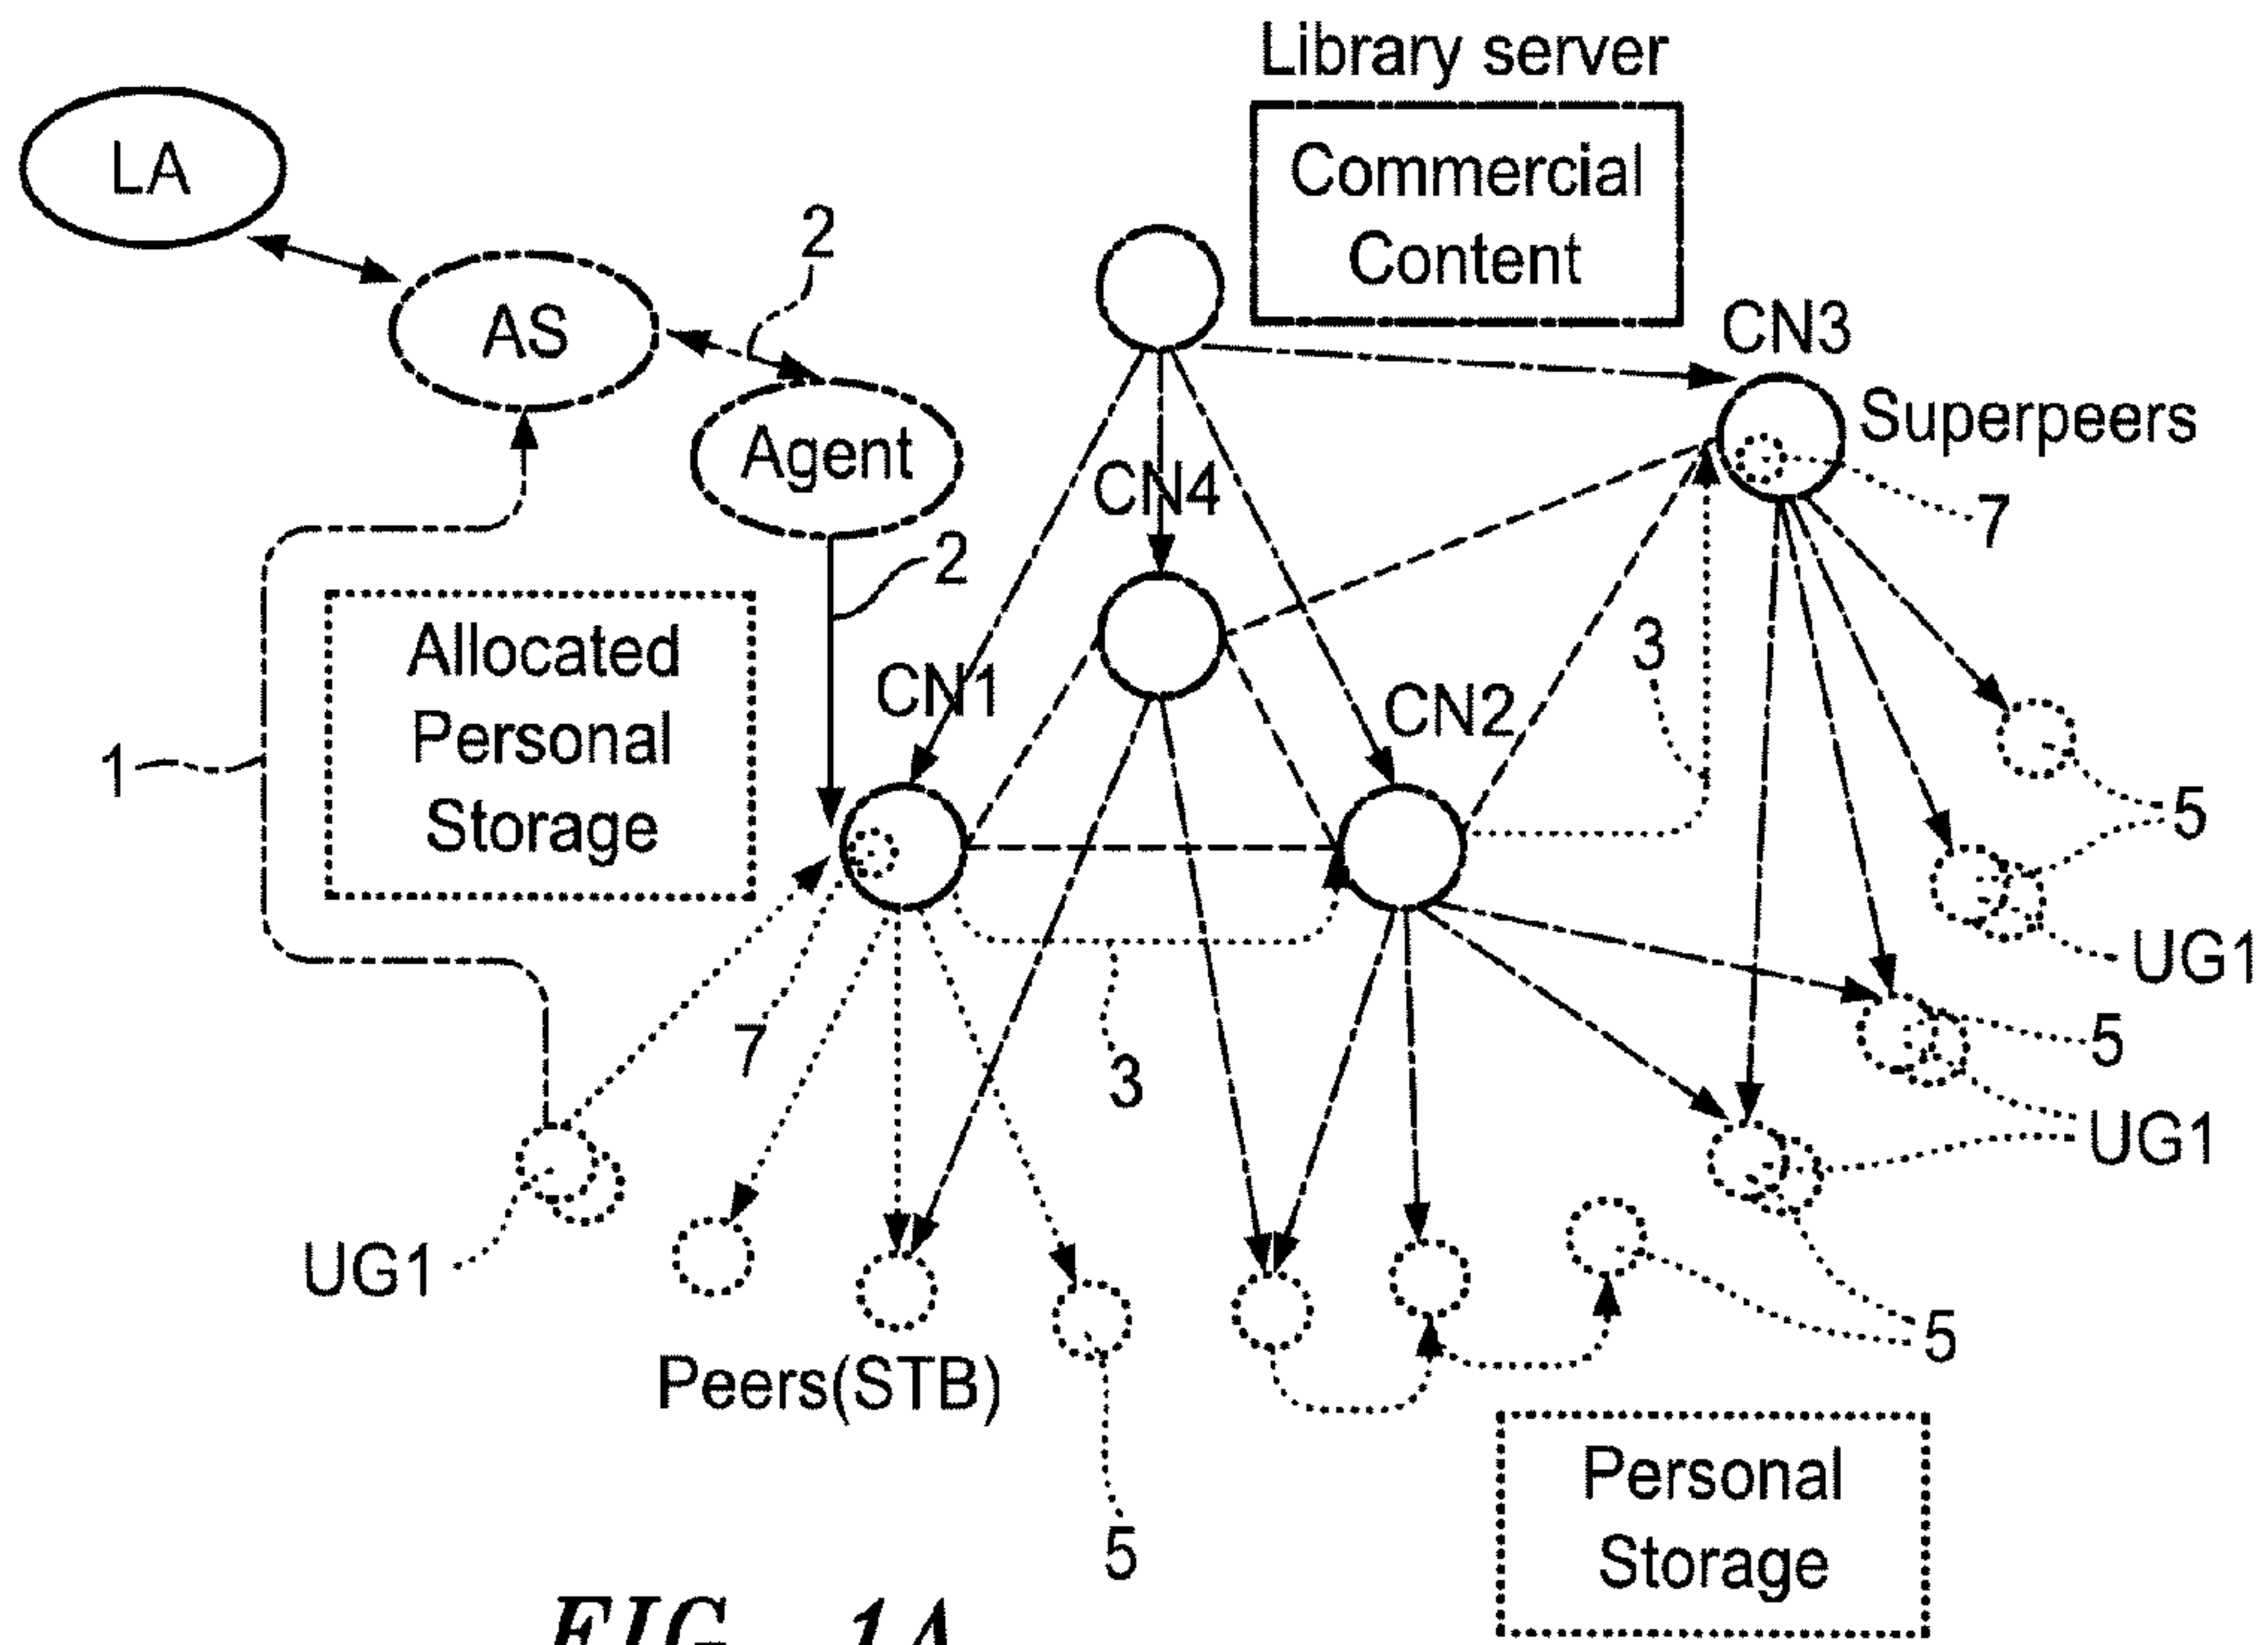 Library server
Commercial
Content
LA
AS
2
CN3
Superpeers
Agent
CN4
7
2
Allocated
Personal
Storage
CN1
CN2
3
1
5
UG1
7
3
5
UG1
UG1
Peers(STB)
5
5
Personal
Storage
FIG. 1A